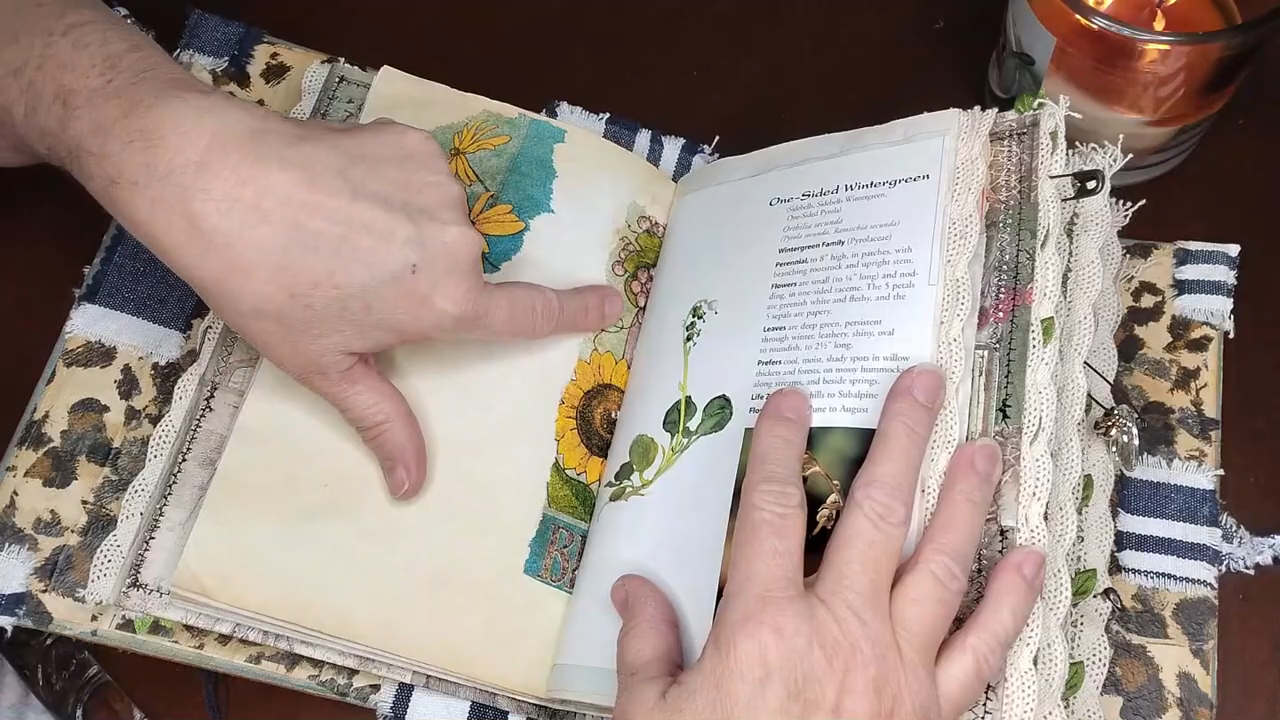 One-Sided Wintergreen
(Sidebells, Sidebells Wintergreen,
One-Sided Pyrola)
Orthilia secunda
(Pyrola secunda, Ramischia secunda)
Wintergreen Family (Pyrolaceae)
Perennial, to 8" high, in patches, with
branching rootstock and upright stem.
Flowers are small (to ¼" long) and nod-
ding, in one-sided raceme. The 5 petals
are greenish white and fleshy, and the
5 sepals are papery.
Leaves are deep green, persistent
through winter, leathery, shiny, oval
to roundish, to 2½" long.
Prefers cool, moist, shady spots in willow
thickets and forests, on mossy hummocks
along streams, and beside springs.
Life Z hills to Subalpine
Flo June to August
B